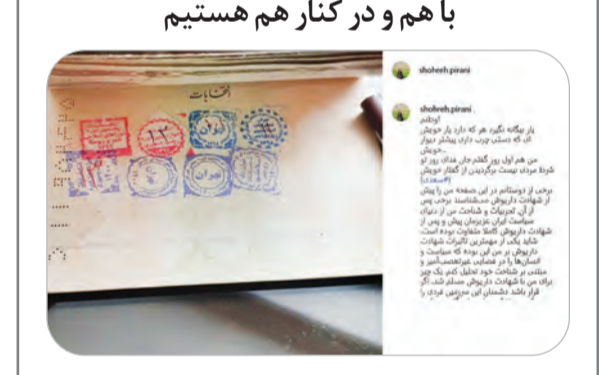 با هم و در کنار هم هستیم
انتخابات
تهران
۱۲
تهران
shohreh.pirani
shohreh.pirani .
یار بیگانه نگیرد هر که دارد یار خویش
ای که دستی چرب داری پیشتر دیوار
خویش...
من هم اول روز گفتم جان فدای روی تو
شرط مردی نیست برگردیدن از گفتار خویش
(#سعدی)
برخی از دوستانم در این صفحه من را پیش
از شهادت داریوش می‌شناسند برخی پس
از آن. تجربیات و شناخت من از دنیای
سیاست ایران عزیزمان پیش و پس از
شهادت داریوش کاملا متفاوت بوده است.
شاید یکی از مهمترین تاثیرات شهادت
داریوش بر من این بوده که سیاست و
انسان‌ها را در فضایی غیرتعصب‌آمیز و
مبتنی بر شناخت خود تحلیل کنم. یک چیز
برای من با شهادت داریوش مسلم شد. اگر
قرار باشد دشمنان این سرزمین فردی را